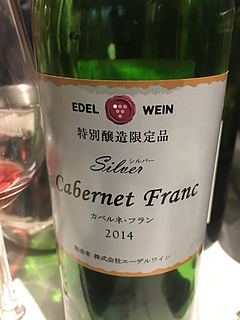 EDEL WEIN
特別醸造限定品
シルバー
Silver
Cabernet Franc
カベルネ・フラン
2014
製造者 株式会社エーデルワイン